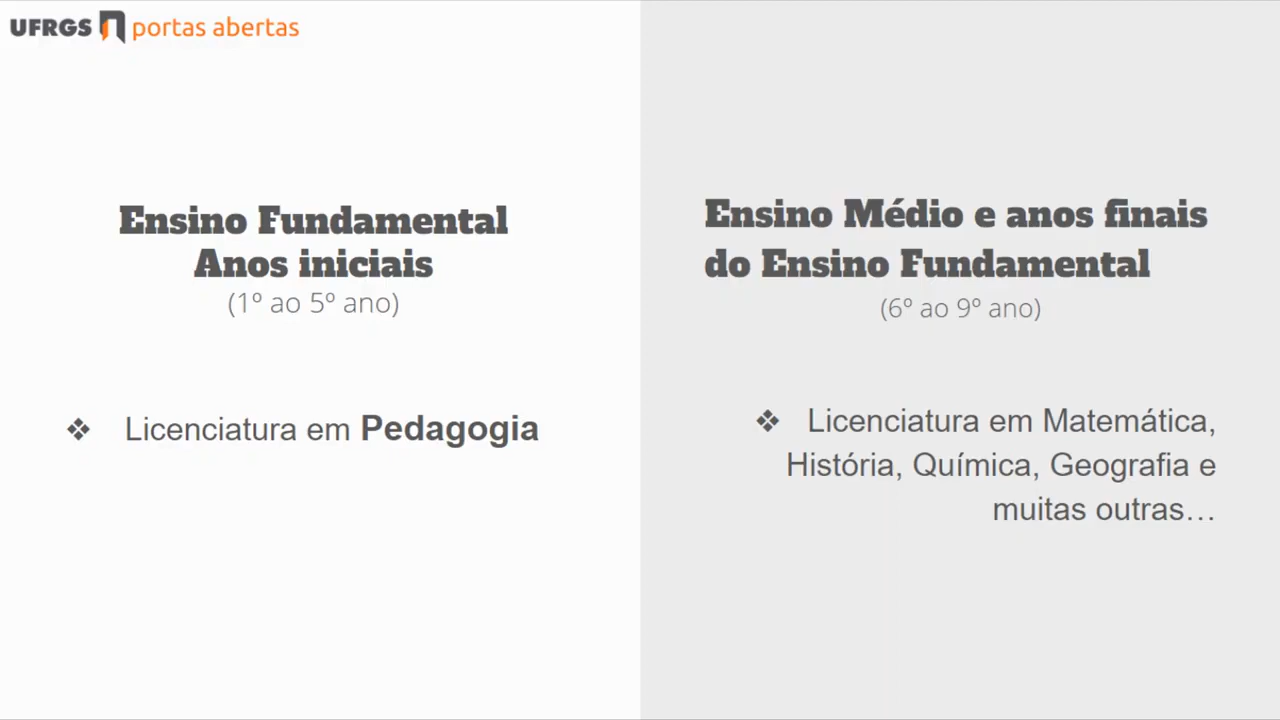 UFRGS portas abertas
Ensino Fundamental
Anos iniciais
(1º ao 5º ano)
❖ Licenciatura em Pedagogia
Ensino Médio e anos finais
do Ensino Fundamental
(6º ao 9º ano)
❖ Licenciatura em Matemática,
História, Química, Geografia e
muitas outras…